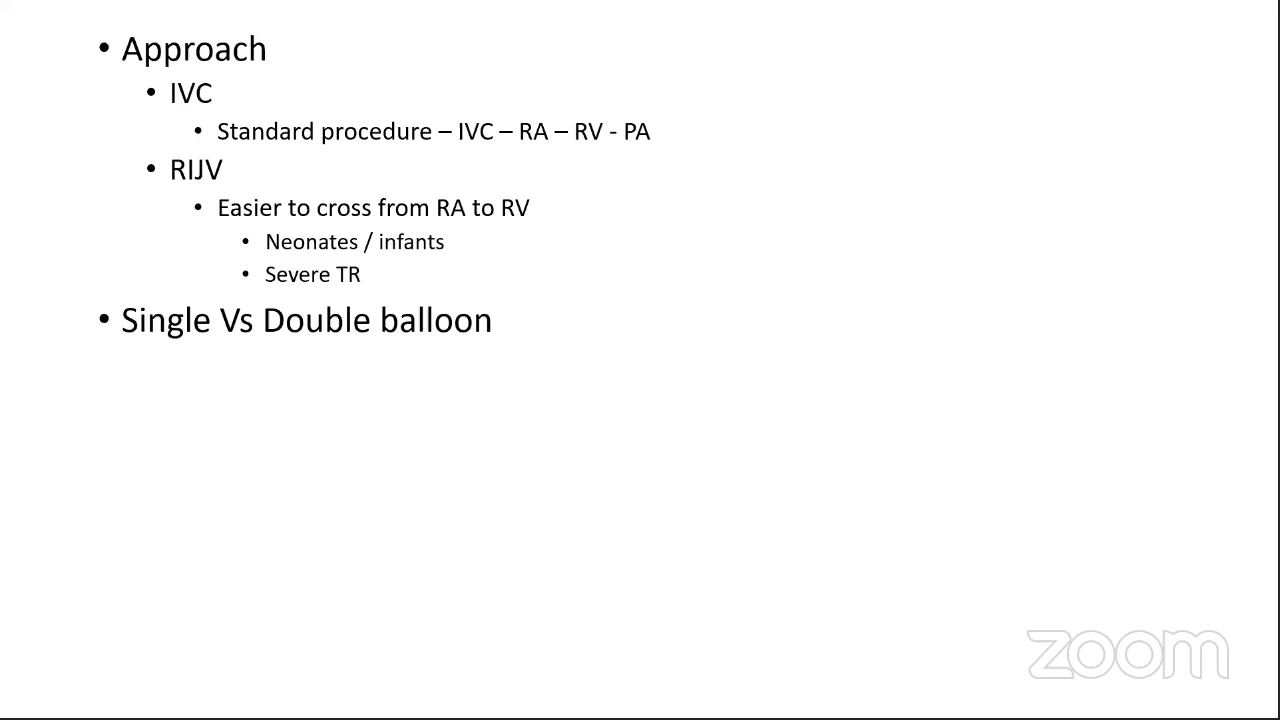 • Approach
• IVC
• Standard procedure – IVC – RA – RV - PA
• RIJV
• Easier to cross from RA to RV
• Neonates / infants
• Severe TR
• Single Vs Double balloon
zoom